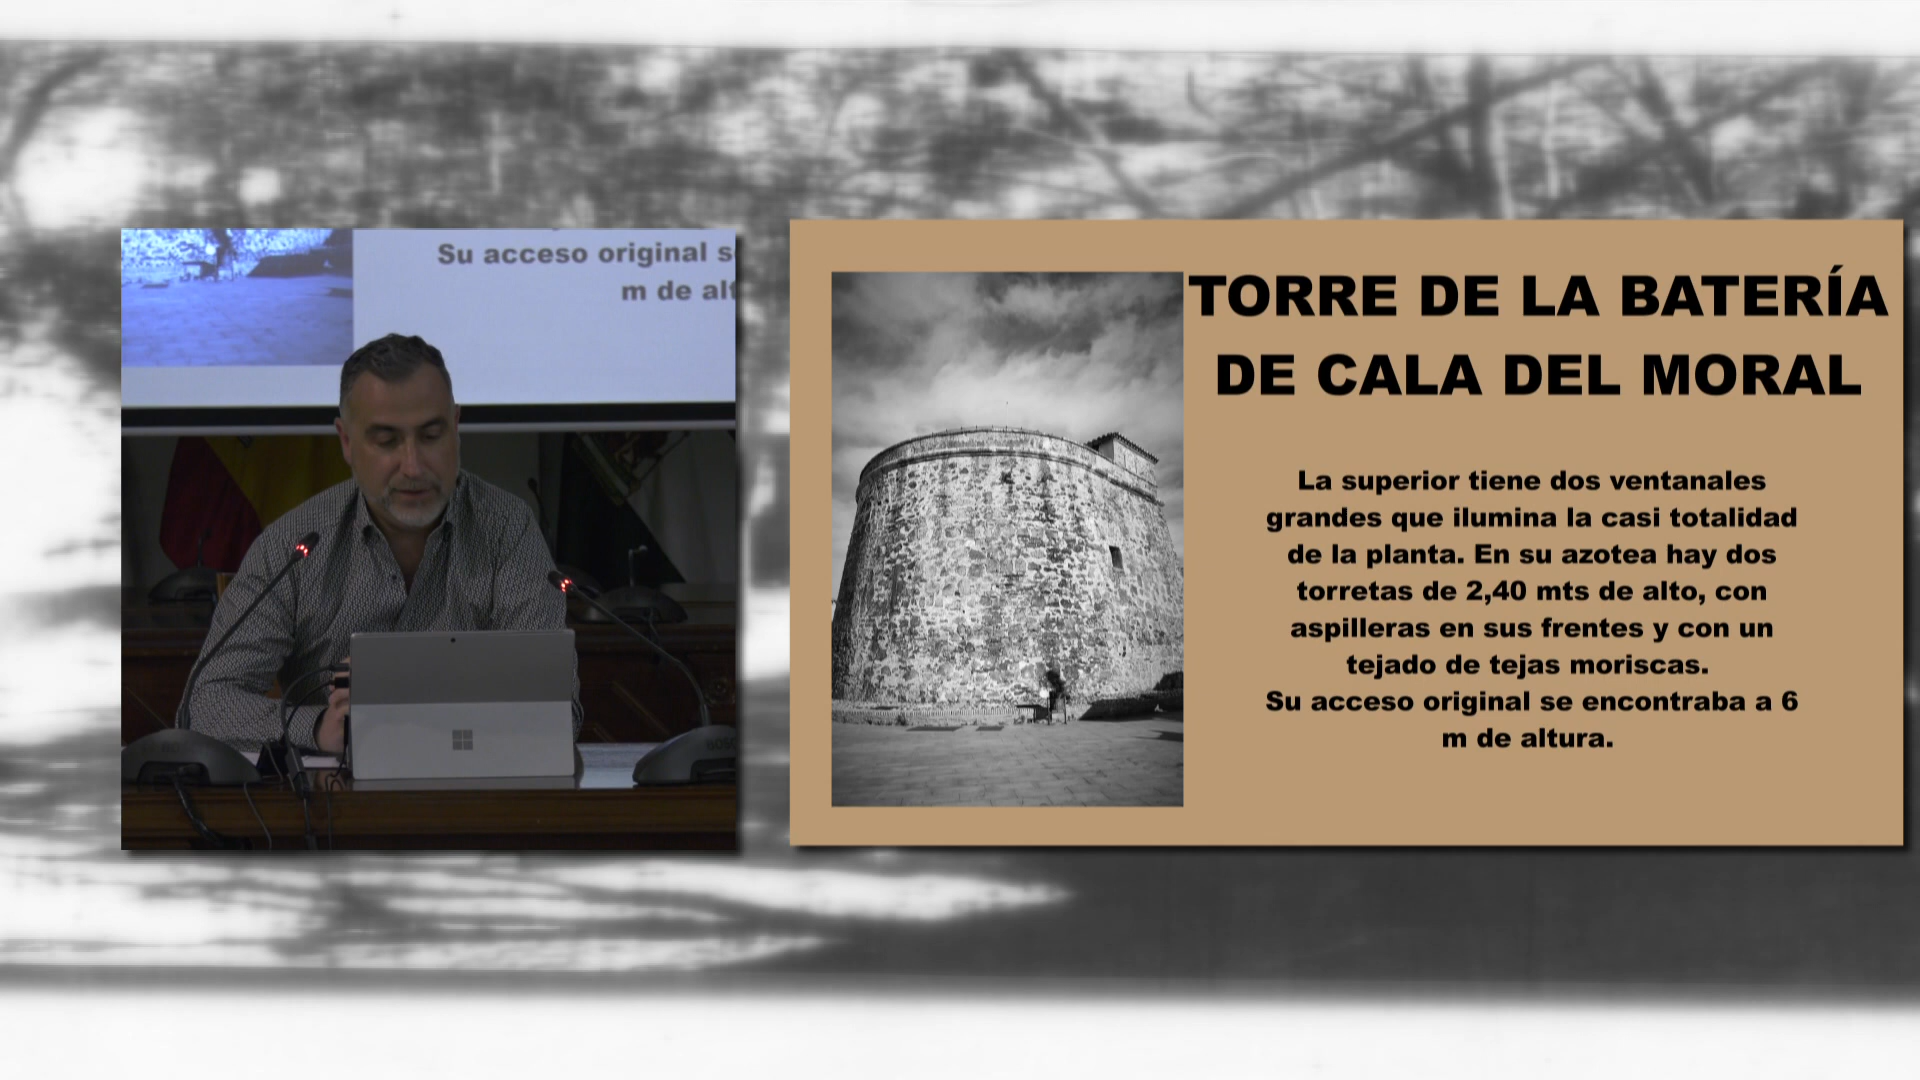 Su acceso original s
m de alt
TORRE DE LA BATERÍA
DE CALA DEL MORAL
La superior tiene dos ventanales
grandes que ilumina la casi totalidad
de la planta. En su azotea hay dos
torretas de 2,40 mts de alto, con
aspilleras en sus frentes y con un
tejado de tejas moriscas.
Su acceso original se encontraba a 6
m de altura.